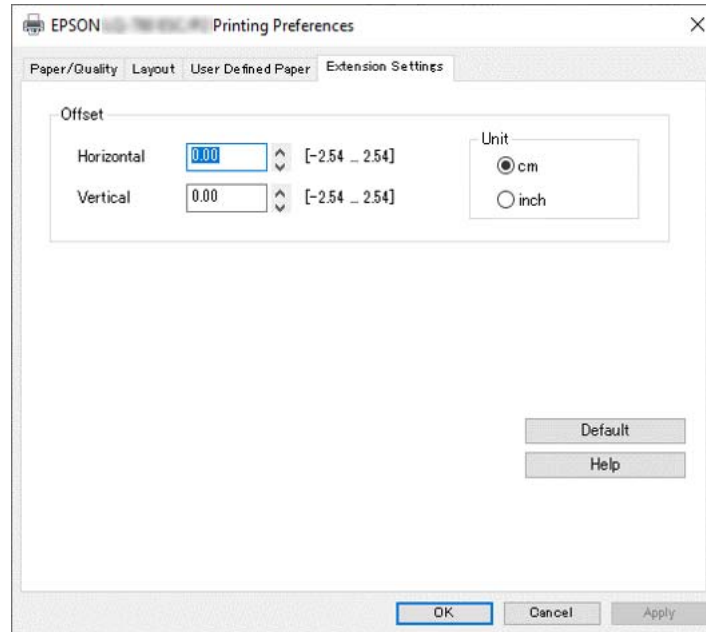 EPSON Printing Preferences
Paper/Quality Layout User Defined Paper Extension Settings
Offset
Horizontal 0.00 [-2.54 ... 2.54]
Vertical 0.00 [-2.54 ... 2.54]
Unit
cm
inch
Default
Help
OK Cancel Apply